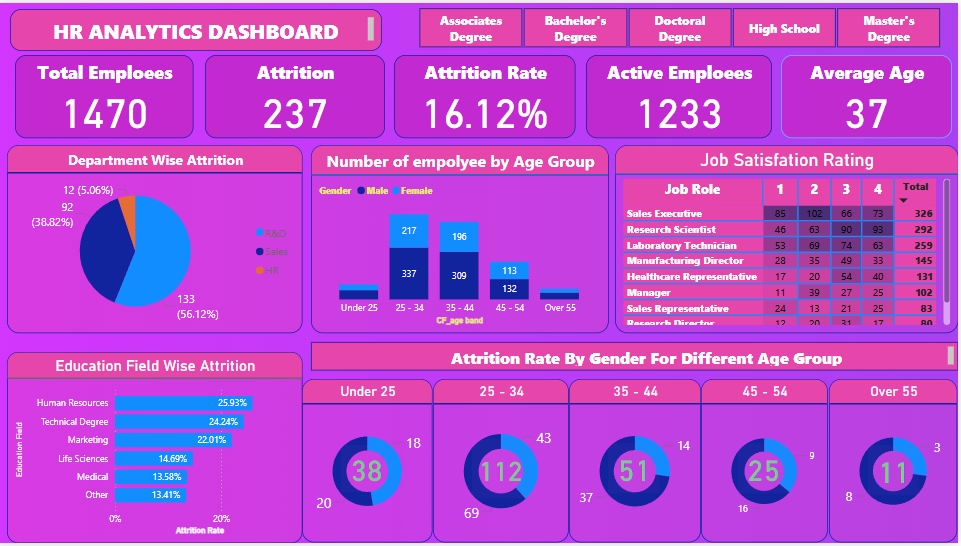 HR ANALYTICS DASHBOARD
Associates
Degree
Bachelor's
Degree
Doctoral
Degree
High School
Master's
Degree
Total Emploees
1470
Attrition
237
Attrition Rate
16.12%
Active Emploees
1233
Average Age
37
Department Wise Attrition
12 (5.06%)
92
(38.82%)
133
(56.12%)
R&D
Sales
HR
Number of empolyee by Age Group
Gender Male Female
217
337
196
309
113
132
Under 25 25 - 34 35 - 44 45 - 54 Over 55
CF_age band
Job Satisfation Rating
Job Role 1 2 3 4 Total
Sales Executive 85 102 66 73 326
Research Scientist 46 63 90 93 292
Laboratory Technician 53 69 74 63 259
Manufacturing Director 28 35 49 33 145
Healthcare Representative 17 20 54 40 131
Manager 11 39 27 25 102
Sales Representative 24 13 21 25 83
Research Director 12 20 31 17 80
Education Field Wise Attrition
Education Field
Human Resources 25.93%
Technical Degree 24.24%
Marketing 22.01%
Life Sciences 14.69%
Medical 13.58%
Other 13.41%
0% 20%
Attrition Rate
Attrition Rate By Gender For Different Age Group
Under 25
18
38
20
25 - 34
43
112
69
35 - 44
14
51
37
45 - 54
9
25
16
Over 55
3
11
8